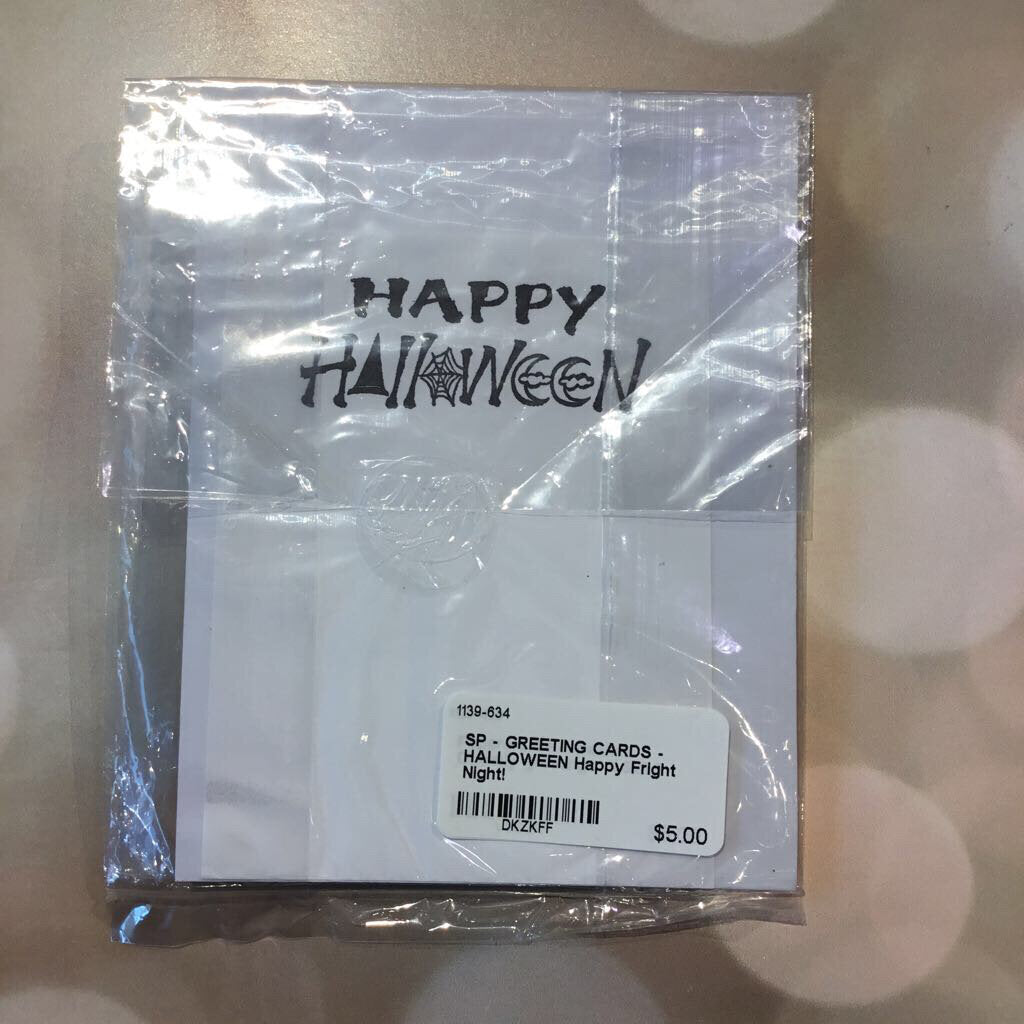 HAPPY
HALLOWEEN
1139-634
SP - GREETING CARDS -
HALLOWEEN Happy Fright
Night!
DKZKFF
$5.00